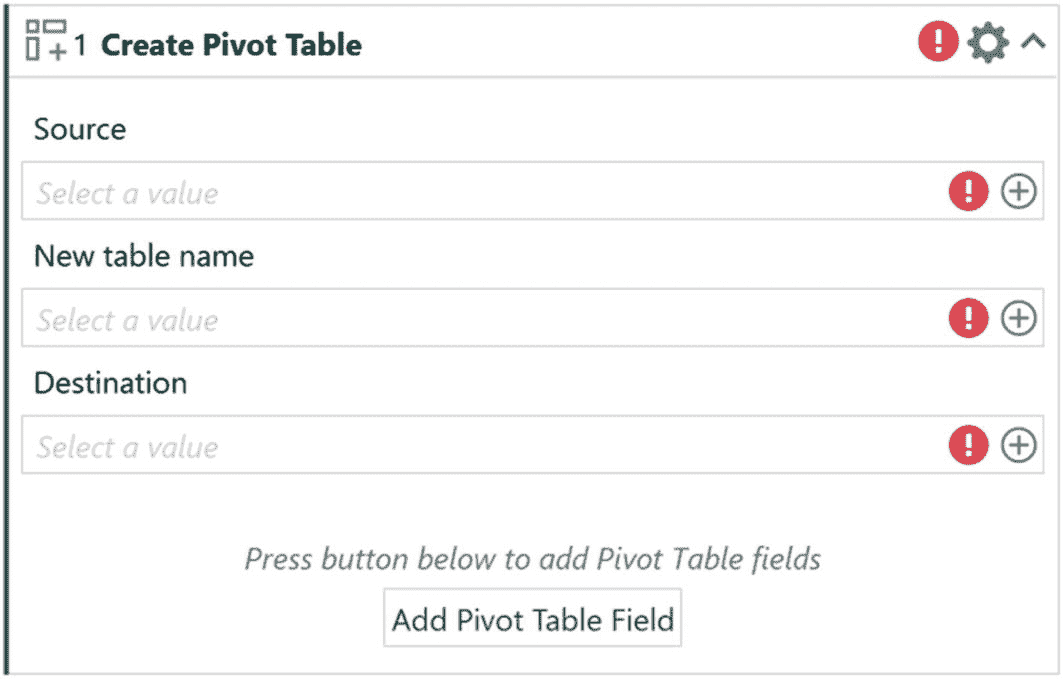 1 Create Pivot Table
Source
Select a value
New table name
Select a value
Destination
Select a value
Press button below to add Pivot Table fields
Add Pivot Table Field